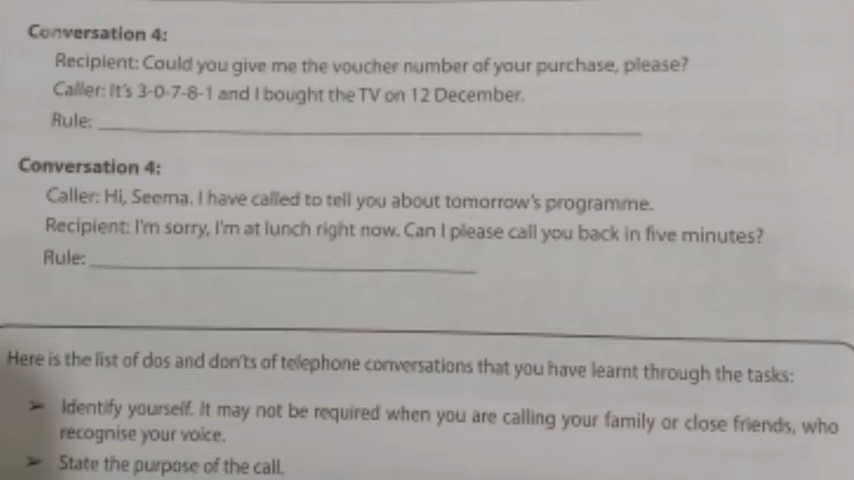 Conversation 4:
Recipient: Could you give me the voucher number of your purchase, please?
Caller: It's 3-0-7-8-1 and I bought the TV on 12 December.
Rule:
Conversation 4:
Caller: Hi, Seema. I have called to tell you about tomorrow's programme.
Recipient: I'm sorry, I'm at lunch right now. Can I please call you back in five minutes?
Rule:
Here is the list of dos and don'ts of telephone conversations that you have learnt through the tasks:
➢ Identify yourself. It may not be required when you are calling your family or close friends, who
recognise your voice.
➢ State the purpose of the call.